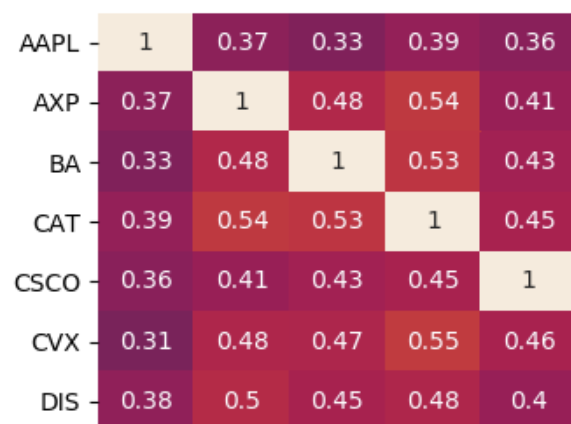 AAPL 1 0.37 0.33 0.39 0.36
AXP 0.37 1 0.48 0.54 0.41
BA 0.33 0.48 1 0.53 0.43
CAT 0.39 0.54 0.53 1 0.45
CSCO 0.36 0.41 0.43 0.45 1
CVX 0.31 0.48 0.47 0.55 0.46
DIS 0.38 0.5 0.45 0.48 0.4